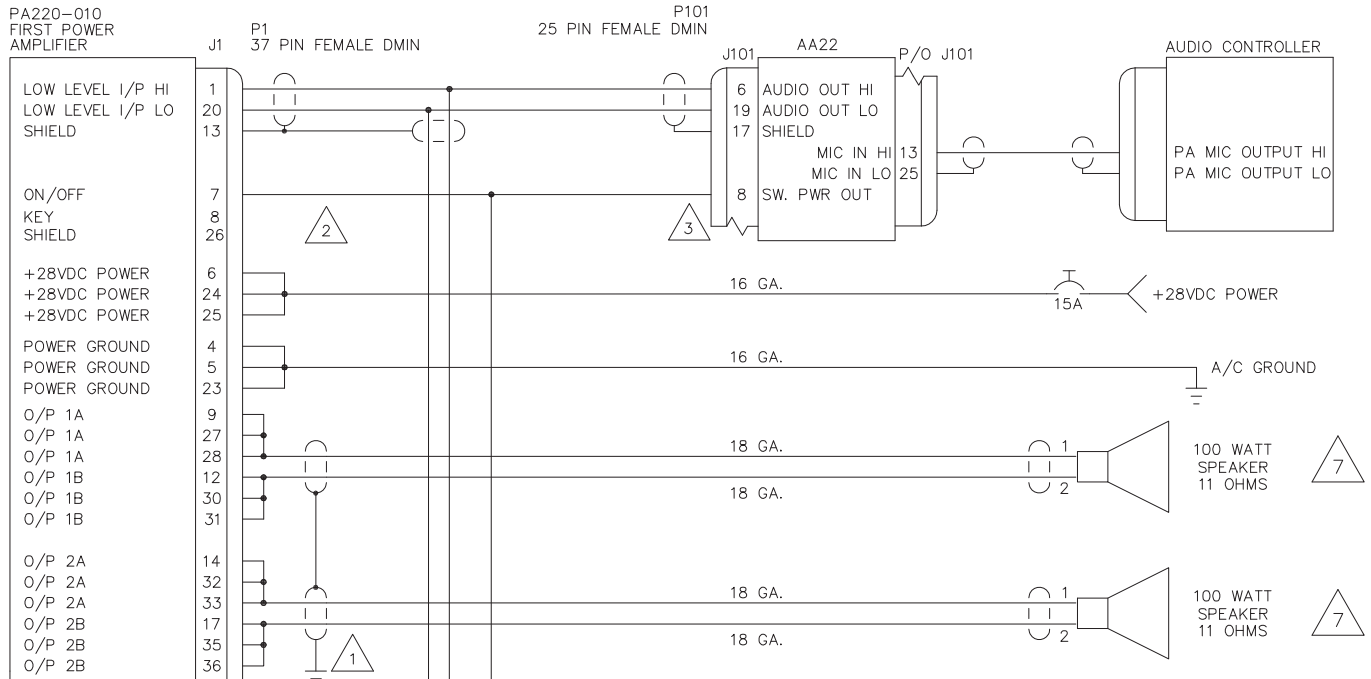 PA220-010
FIRST POWER
AMPLIFIER
J1
P1
37 PIN FEMALE DMIN
P101
25 PIN FEMALE DMIN
J101
AA22
P/O J101
AUDIO CONTROLLER
LOW LEVEL I/P HI 1
LOW LEVEL I/P LO 20
SHIELD 13
6 AUDIO OUT HI
19 AUDIO OUT LO
17 SHIELD
MIC IN HI 13
MIC IN LO 25
PA MIC OUTPUT HI
PA MIC OUTPUT LO
ON/OFF 7
8 SW. PWR OUT
KEY 8
SHIELD 26
2
3
+28VDC POWER 6
+28VDC POWER 24
+28VDC POWER 25
16 GA.
15A
+28VDC POWER
POWER GROUND 4
POWER GROUND 5
POWER GROUND 23
16 GA.
A/C GROUND
O/P 1A 9
O/P 1A 27
O/P 1A 28
O/P 1B 12
O/P 1B 30
O/P 1B 31
18 GA.
18 GA.
1
2
100 WATT
SPEAKER
11 OHMS
7
O/P 2A 14
O/P 2A 32
O/P 2A 33
O/P 2B 17
O/P 2B 35
O/P 2B 36
1
18 GA.
18 GA.
1
2
100 WATT
SPEAKER
11 OHMS
7